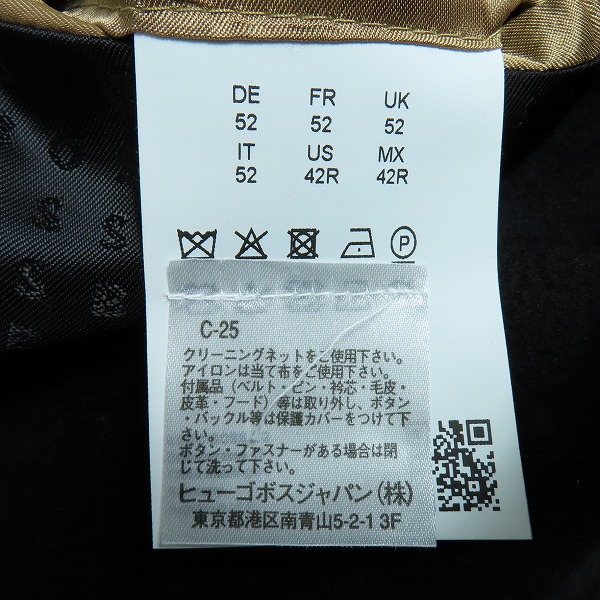 DE FR UK
52 52 52
IT US MX
52 42R 42R
P
C-25
クリーニングネットをご使用下さい。
アイロンは当て布をご使用下さい。
付属品（ベルト・ピン・衿芯・毛皮・
皮革・フード）等は取り外し、ボタン
・バックル等は保護カバーをつけて下
さい。
ボタン・ファスナーがある場合は閉
じて洗って下さい。
ヒューゴボスジャパン(株)
東京都港区南青山5-2-1 3F